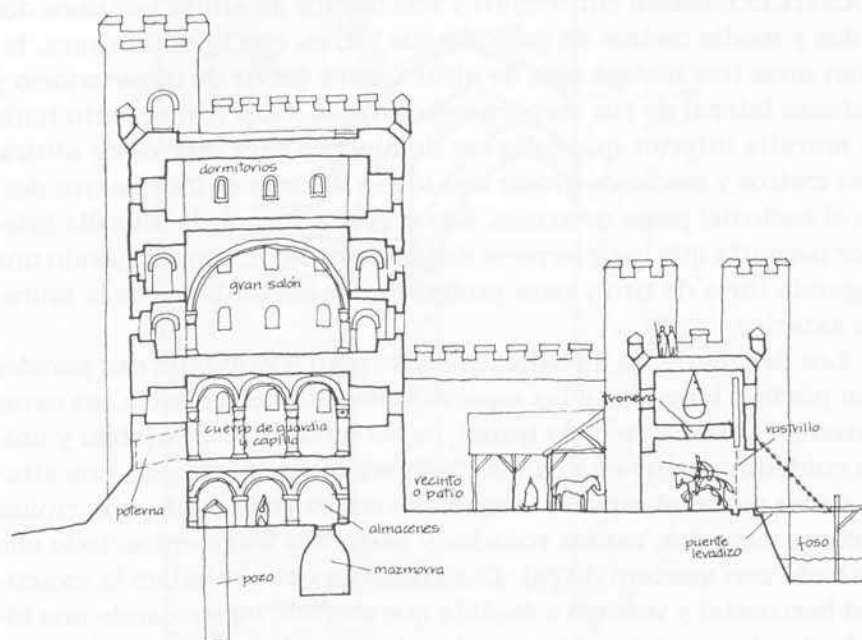 dormitorios
gran salón
cuerpo de guardia
y capilla
tronera
rastrillo
recinto
o patio
poterna
almacenes
mazmorra
pozo
puente
levadizo
foso